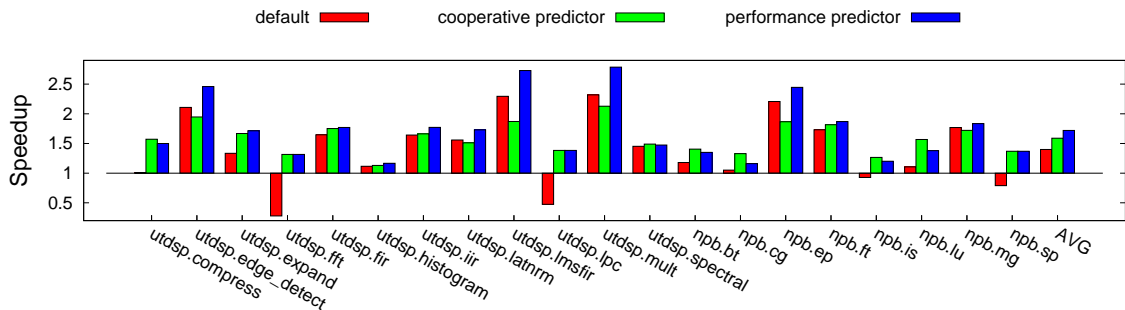 default cooperative predictor performance predictor
Speedup
2.5
2
1.5
1
0.5
utdsp.compress
utdsp.edge_detect
utdsp.expand
utdsp.fft
utdsp.fir
utdsp.histogram
utdsp.iir
utdsp.latnrm
utdsp.lmsfir
utdsp.lpc
utdsp.mult
utdsp.spectral
npb.bt
npb.cg
npb.ep
npb.ft
npb.is
npb.lu
npb.mg
npb.sp
AVG